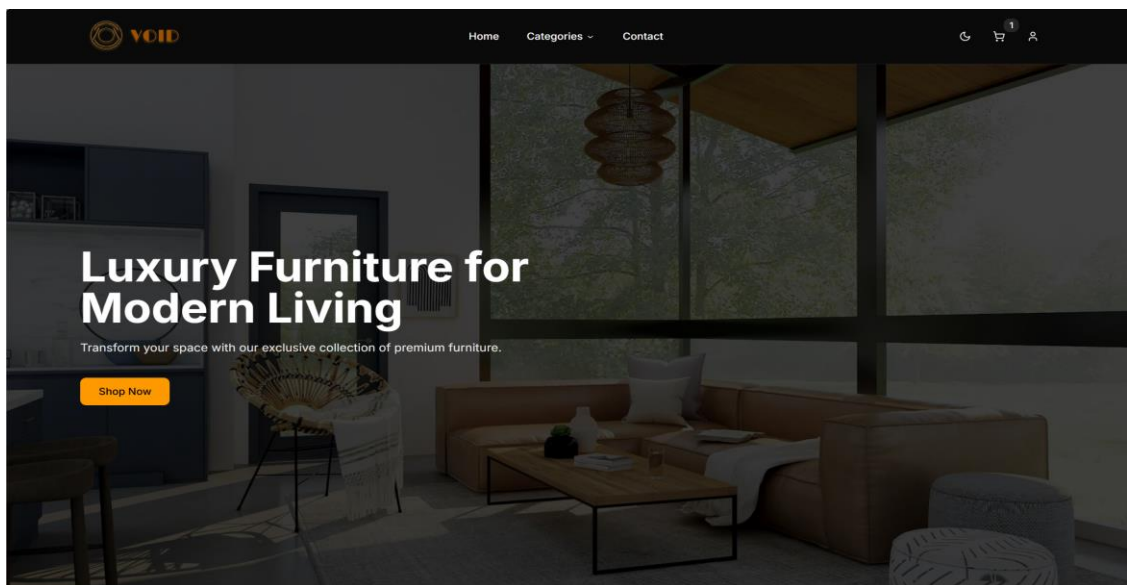 VOID
Home
Categories
Contact
1
Luxury Furniture for
Modern Living
Transform your space with our exclusive collection of premium furniture.
Shop Now